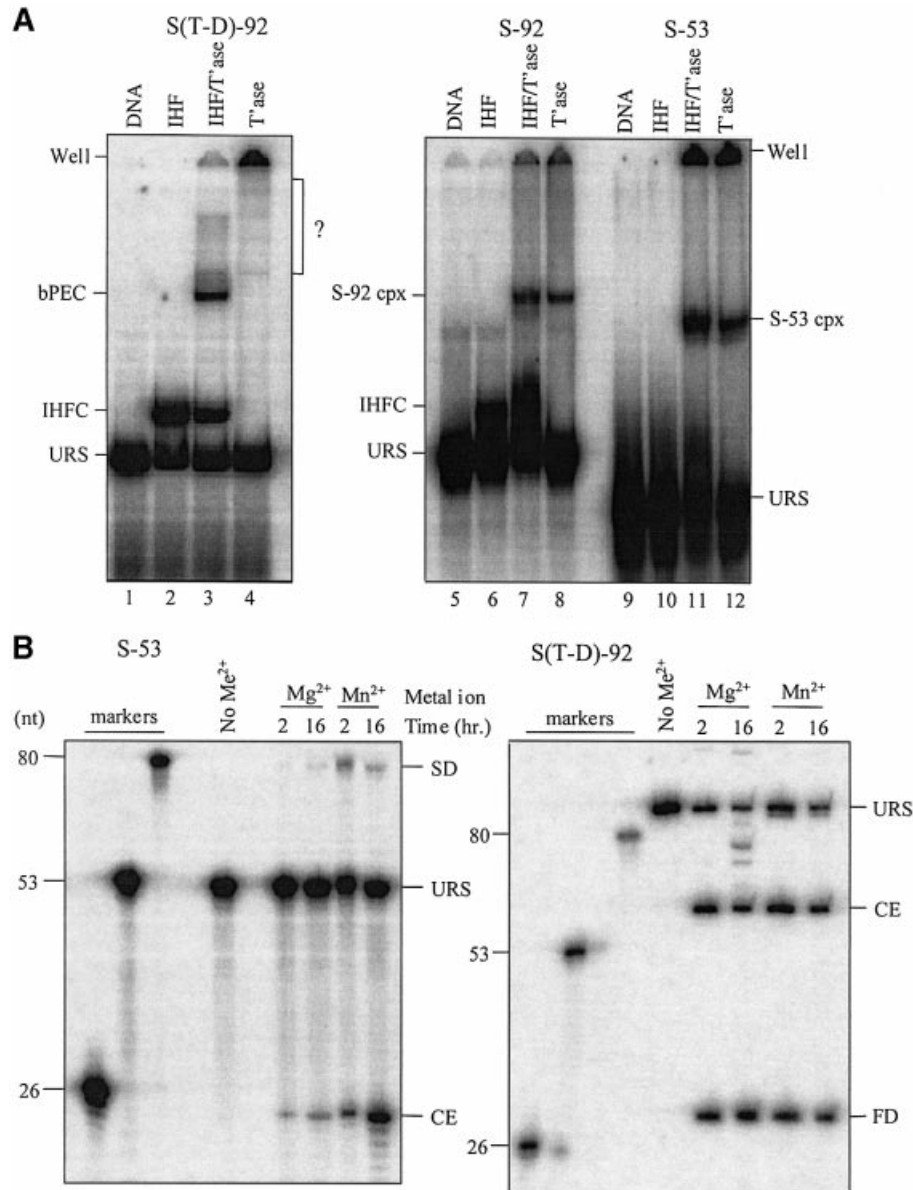 A
S(T-D)-92
S-92
S-53
DNA
IHF
IHF/T'ase
T'ase
DNA
IHF
IHF/T'ase
T'ase
DNA
IHF
IHF/T'ase
T'ase
Well
?
bPEC
IHFC
URS
Well
S-92 cpx
S-53 cpx
IHFC
URS
URS
1 2 3 4
5 6 7 8 9 10 11 12
B
S-53
S(T-D)-92
(nt)
markers
No Me2+
Mg2+ Mn2+
2 16 2 16
Metal ion
Time (hr.)
markers
No Me2+
Mg2+ Mn2+
2 16 2 16
80
SD
53
URS
26
CE
URS
80
CE
53
FD
26